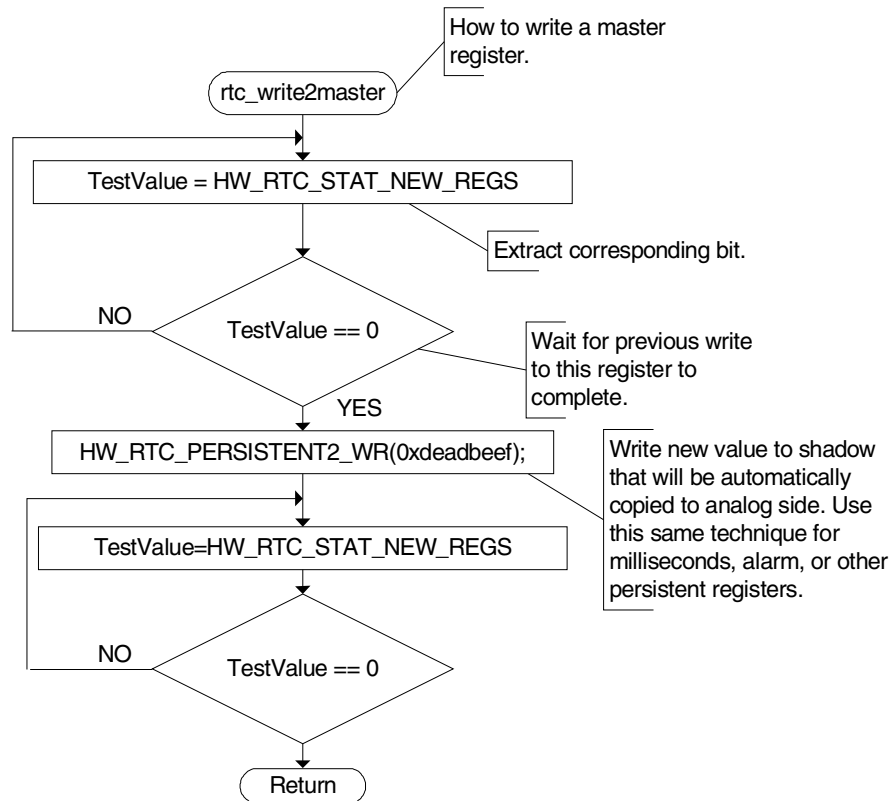 How to write a master
register.
rtc_write2master
TestValue = HW_RTC_STAT_NEW_REGS
Extract corresponding bit.
NO
TestValue == 0
Wait for previous write
to this register to
complete.
YES
HW_RTC_PERSISTENT2_WR(0xdeadbeef);
Write new value to shadow
that will be automatically
copied to analog side. Use
this same technique for
milliseconds, alarm, or other
persistent registers.
TestValue=HW_RTC_STAT_NEW_REGS
NO
TestValue == 0
Return